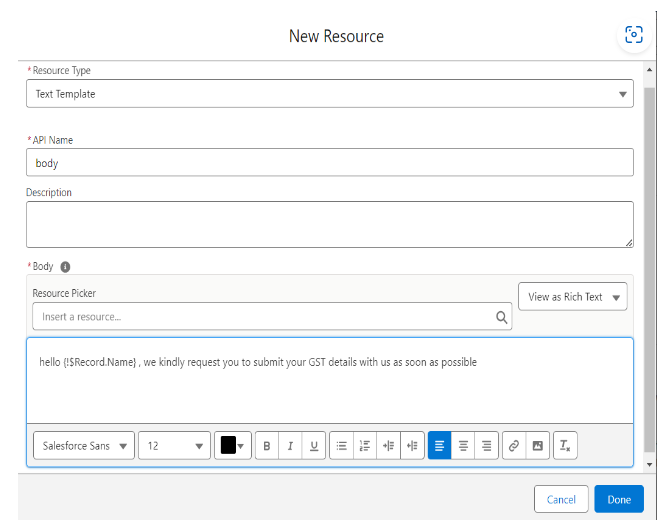 New Resource
* Resource Type
Text Template
* API Name
body
Description
* Body
Resource Picker
View as Rich Text
Insert a resource...
hello {!$Record.Name} , we kindly request you to submit your GST details with us as soon as possible
Salesforce Sans 12 B I U
Cancel Done